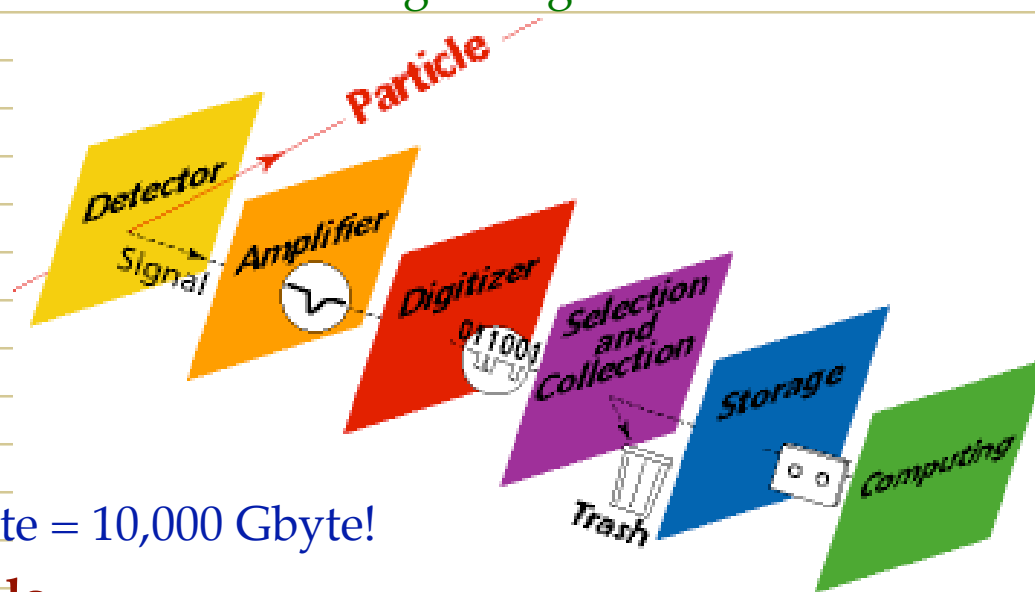 Particle
Detector
Signal
Amplifier
Digitizer
011001
Selection
and
Collection
Trash
Storage
Computing
te = 10,000 Gbyte!